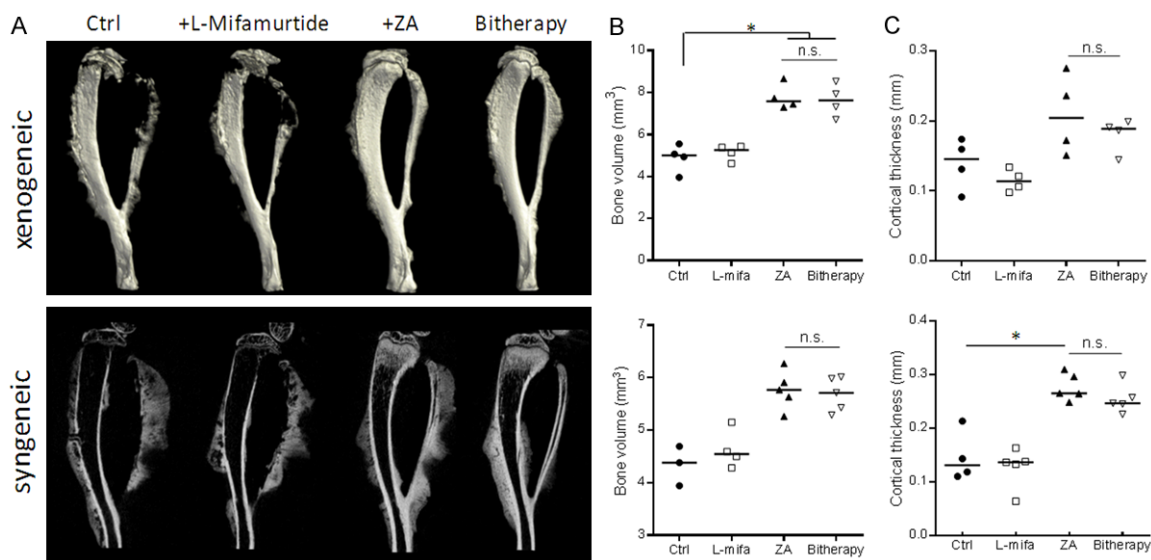 A
Ctrl
+L-Mifamurtide
+ZA
Bitherapy
xenogeneic
syngeneic
B
*
n.s.
Bone volume (mm³)
10
8
6
4
2
0
Ctrl
L-mifa
ZA
Bitherapy
C
n.s.
Cortical thickness (mm)
0.3
0.2
0.1
0.0
Ctrl
L-mifa
ZA
Bitherapy
n.s.
Bone volume (mm³)
7
6
5
4
3
Ctrl
L-mifa
ZA
Bitherapy
*
n.s.
Cortical thickness (mm)
0.4
0.3
0.2
0.1
0.0
Ctrl
L-mifa
ZA
Bitherapy